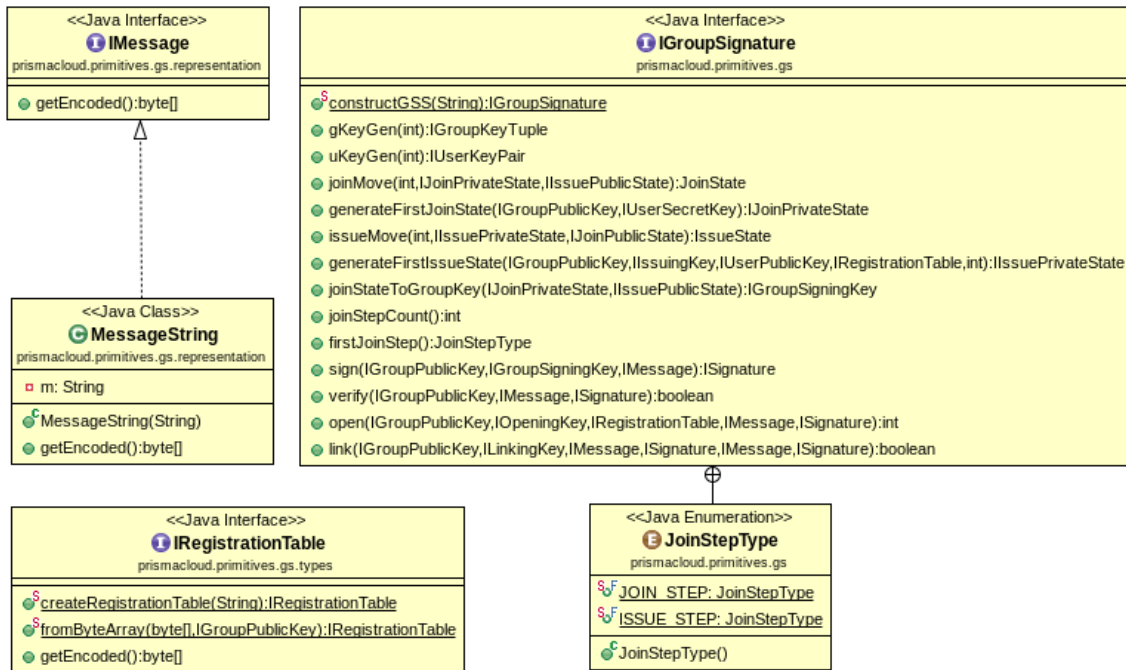 <<Java Interface>>
IMessage
prismacloud.primitives.gs.representation
getEncoded():byte[]
<<Java Interface>>
IGroupSignature
prismacloud.primitives.gs
constructGSS(String):IGroupSignature
gKeyGen(int):IGroupKeyTuple
uKeyGen(int):IUserKeyPair
joinMove(int,IJoinPrivateState,IIssuePublicState):JoinState
generateFirstJoinState(IGroupPublicKey,IUserSecretKey):IJoinPrivateState
issueMove(int,IIssuePrivateState,IJoinPublicState):IssueState
generateFirstIssueState(IGroupPublicKey,IIssuingKey,IUserPublicKey,IRegistrationTable,int):IIssuePrivateState
joinStateToGroupKey(IJoinPrivateState,IIssuePublicState):IGroupSigningKey
joinStepCount():int
firstJoinStep():JoinStepType
sign(IGroupPublicKey,IGroupSigningKey,IMessage):ISignature
verify(IGroupPublicKey,IMessage,ISignature):boolean
open(IGroupPublicKey,IOpeningKey,IRegistrationTable,IMessage,ISignature):int
link(IGroupPublicKey,ILinkingKey,IMessage,ISignature,IMessage,ISignature):boolean
<<Java Class>>
MessageString
prismacloud.primitives.gs.representation
m: String
MessageString(String)
getEncoded():byte[]
<<Java Interface>>
IRegistrationTable
prismacloud.primitives.gs.types
createRegistrationTable(String):IRegistrationTable
fromByteArray(byte[],IGroupPublicKey):IRegistrationTable
getEncoded():byte[]
<<Java Enumeration>>
JoinStepType
prismacloud.primitives.gs
JOIN_STEP: JoinStepType
ISSUE_STEP: JoinStepType
JoinStepType()